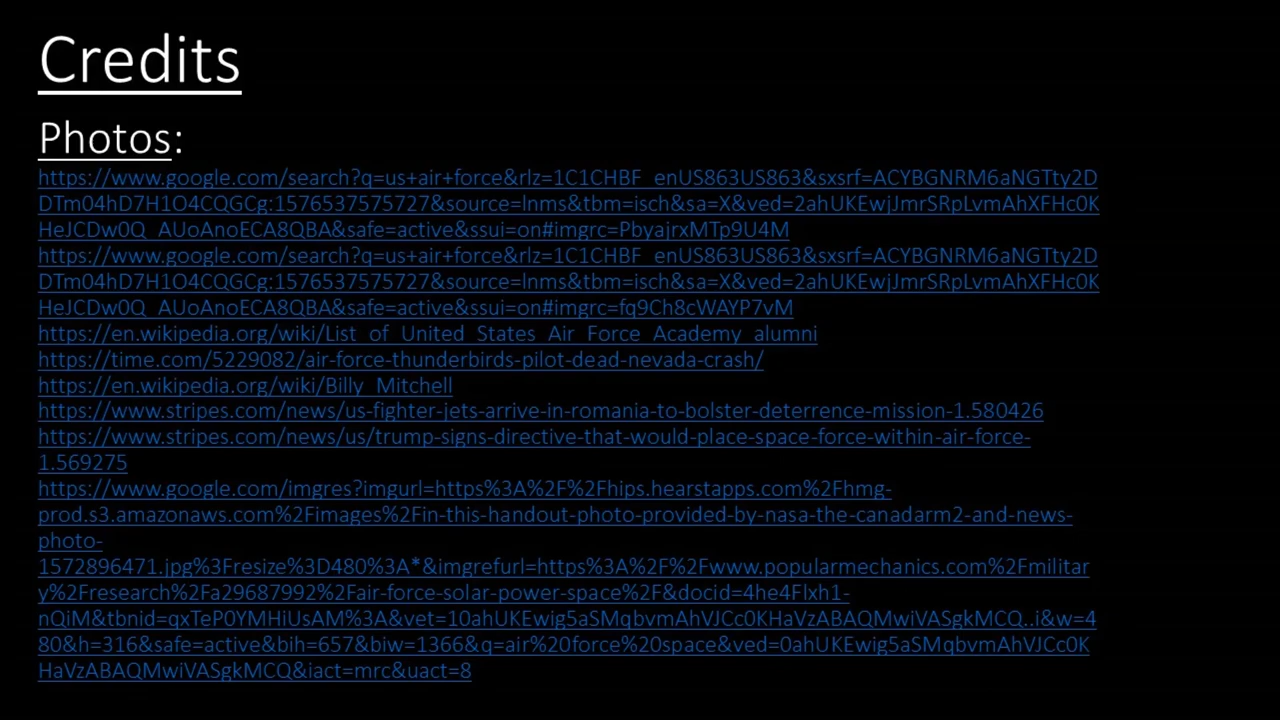 Credits
Photos:
https://www.google.com/search?q=us+air+force&rlz=1C1CHBF_enUS863US863&sxsrf=ACYBGNRM6aNGTty2D
DTm04hD7H1O4CQGCg:1576537575727&source=lnms&tbm=isch&sa=X&ved=2ahUKEwjJmrSRpLvmAhXFHc0K
HeJCDw0Q_AUoAnoECA8QBA&safe=active&ssui=on#imgrc=PbyajrxMTp9U4M
https://www.google.com/search?q=us+air+force&rlz=1C1CHBF_enUS863US863&sxsrf=ACYBGNRM6aNGTty2D
DTm04hD7H1O4CQGCg:1576537575727&source=lnms&tbm=isch&sa=X&ved=2ahUKEwjJmrSRpLvmAhXFHc0K
HeJCDw0Q_AUoAnoECA8QBA&safe=active&ssui=on#imgrc=fq9Ch8cWAYP7vM
https://en.wikipedia.org/wiki/List_of_United_States_Air_Force_Academy_alumni
https://time.com/5229082/air-force-thunderbirds-pilot-dead-nevada-crash/
https://en.wikipedia.org/wiki/Billy_Mitchell
https://www.stripes.com/news/us-fighter-jets-arrive-in-romania-to-bolster-deterrence-mission-1.580426
https://www.stripes.com/news/us/trump-signs-directive-that-would-place-space-force-within-air-force-
1.569275
https://www.google.com/imgres?imgurl=https%3A%2F%2Fhips.hearstapps.com%2Fhmg-
prod.s3.amazonaws.com%2Fimages%2Fin-this-handout-photo-provided-by-nasa-the-canadarm2-and-news-
photo-
1572896471.jpg%3Fresize%3D480%3A*&imgrefurl=https%3A%2F%2Fwww.popularmechanics.com%2Fmilitar
y%2Fresearch%2Fa29687992%2Fair-force-solar-power-space%2F&docid=4he4Flxh1-
nQiM&tbnid=qxTeP0YMHiUsAM%3A&vet=10ahUKEwig5aSMqbvmAhVJCc0KHaVzABAQMwiVASgkMCQ..i&w=4
80&h=316&safe=active&bih=657&biw=1366&q=air%20force%20space&ved=0ahUKEwig5aSMqbvmAhVJCc0K
HaVzABAQMwiVASgkMCQ&iact=mrc&uact=8